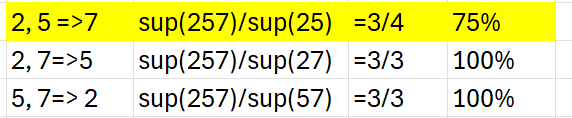 2, 5 =>7 sup(257)/sup(25) =3/4 75%
2, 7=>5 sup(257)/sup(27) =3/3 100%
5, 7=> 2 sup(257)/sup(57) =3/3 100%